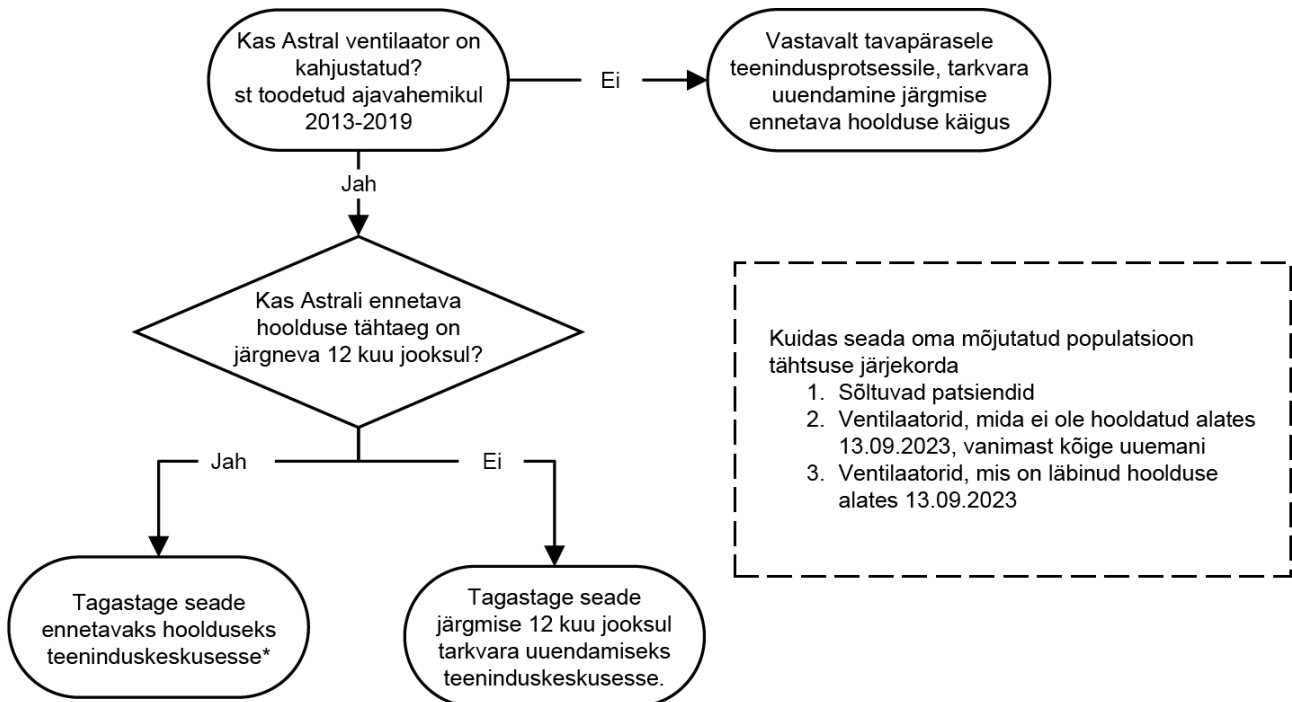 Kas Astral ventilaator on
kahjustatud?
st toodetud ajavahemikul
2013-2019
Ei
Vastavalt tavapärasele
teenindusprotsessile, tarkvara
uuendamine järgmise
ennetava hoolduse käigus
Jah
Kas Astrali ennetava
hoolduse tähtaeg on
järgneva 12 kuu jooksul?
Kuidas seada oma mõjutatud populatsioon
tähtsuse järjekorda
1. Sõltuvad patsiendid
2. Ventilaatorid, mida ei ole hooldatud alates
13.09.2023, vanimast kõige uuemani
3. Ventilaatorid, mis on läbinud hoolduse
alates 13.09.2023
Jah
Ei
Tagastage seade
ennetavaks hoolduseks
teeninduskeskusesse*
Tagastage seade
järgmise 12 kuu jooksul
tarkvara uuendamiseks
teeninduskeskusesse.